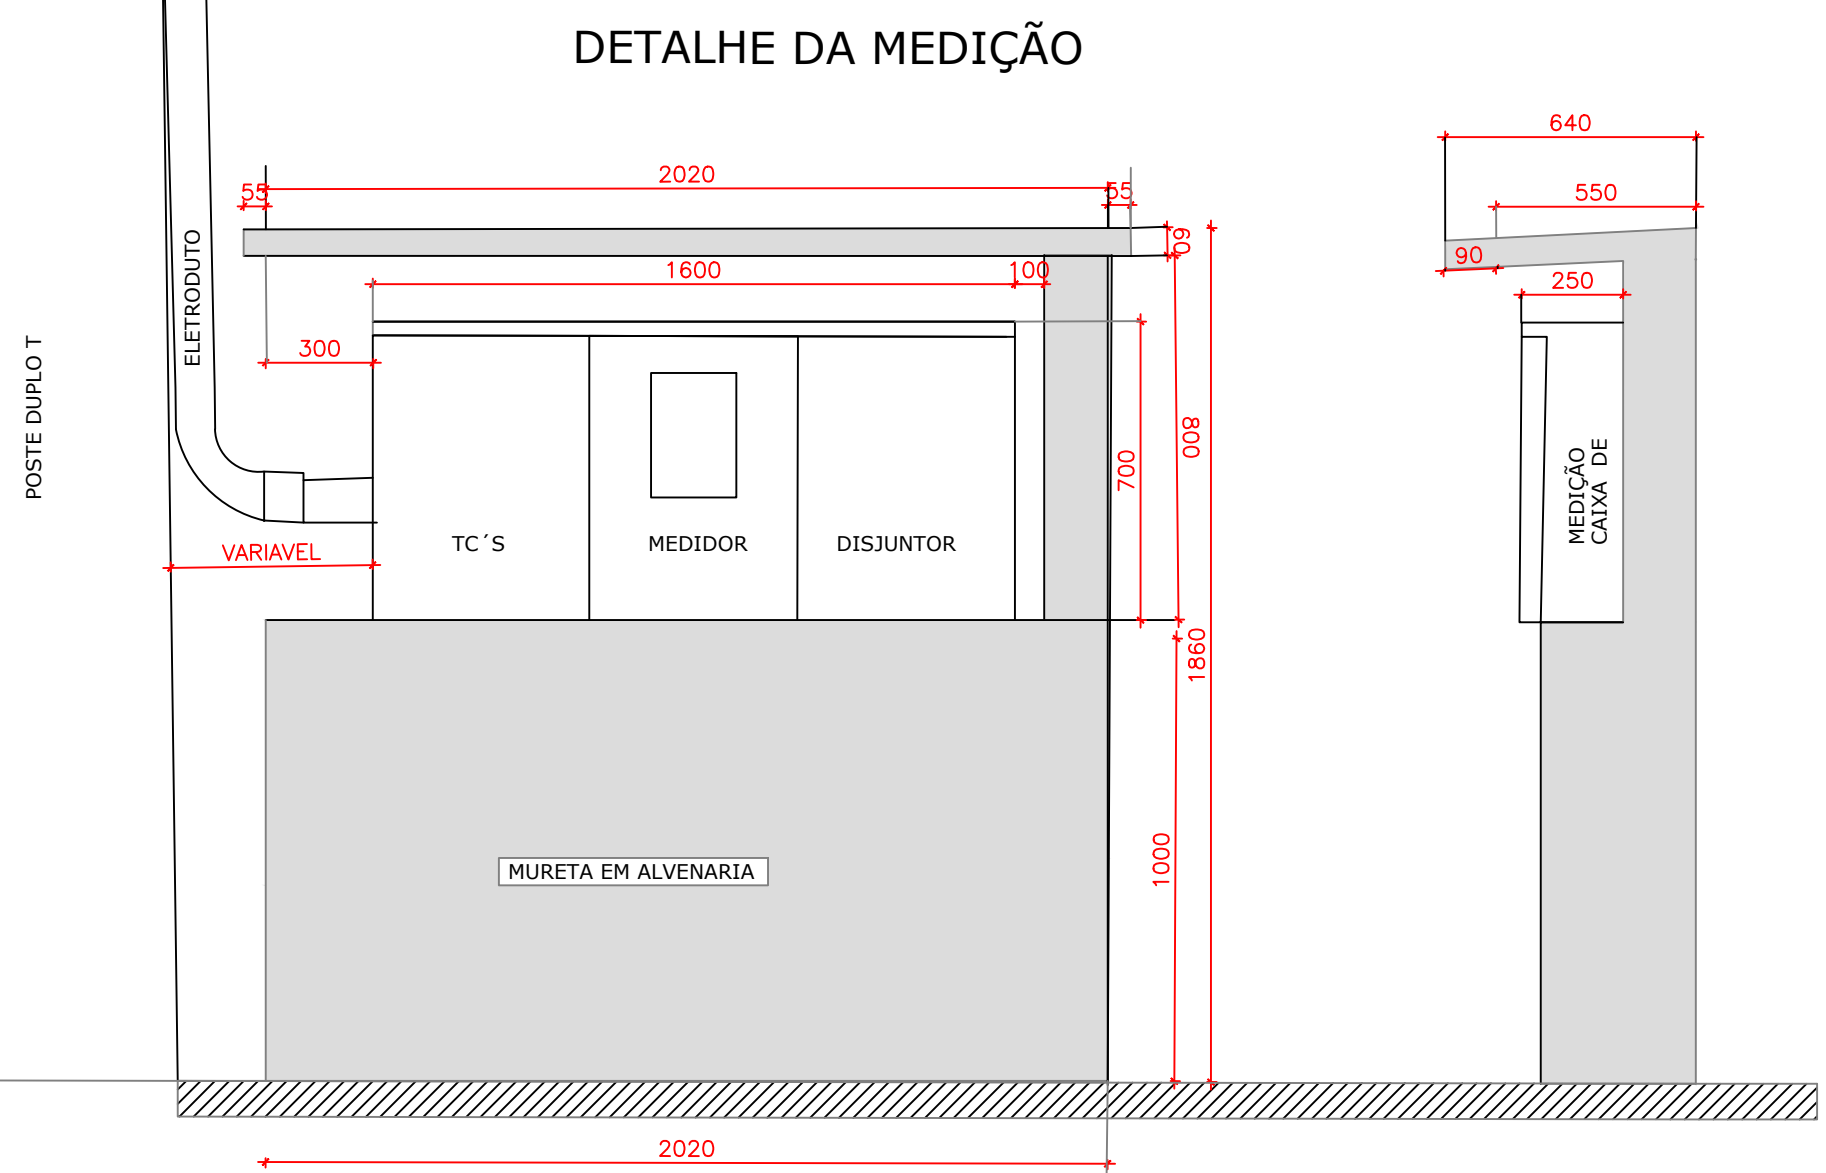 DETALHE DA MEDIÇÃO
640
2020
55
55
550
ELETRODUTO
60
90
1600
100
250
300
POSTE DUPLO T
800
700
MEDIÇÃO
CAIXA DE
TC´S
MEDIDOR
DISJUNTOR
VARIAVEL
1860
1000
MURETA EM ALVENARIA
2020